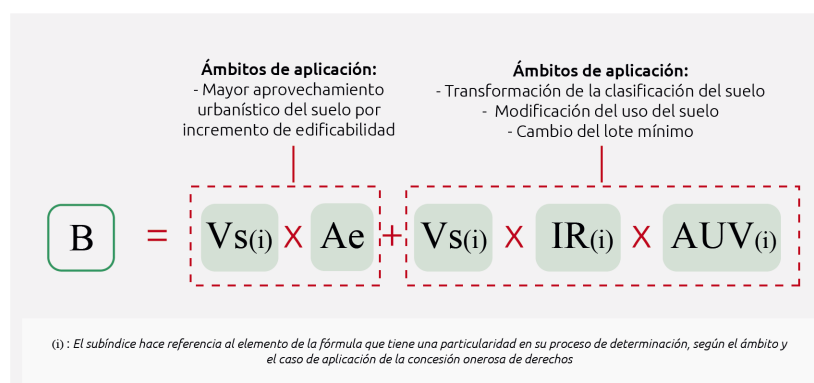 Ámbitos de aplicación:
- Mayor aprovechamiento
urbanístico del suelo por
incremento de edificabilidad
Ámbitos de aplicación:
- Transformación de la clasificación del suelo
- Modificación del uso del suelo
- Cambio del lote mínimo
B = Vs(i) X Ae + Vs(i) X IR(i) X AUV(i)
(i) : El subíndice hace referencia al elemento de la fórmula que tiene una particularidad en su proceso de determinación, según el ámbito y
el caso de aplicación de la concesión onerosa de derechos